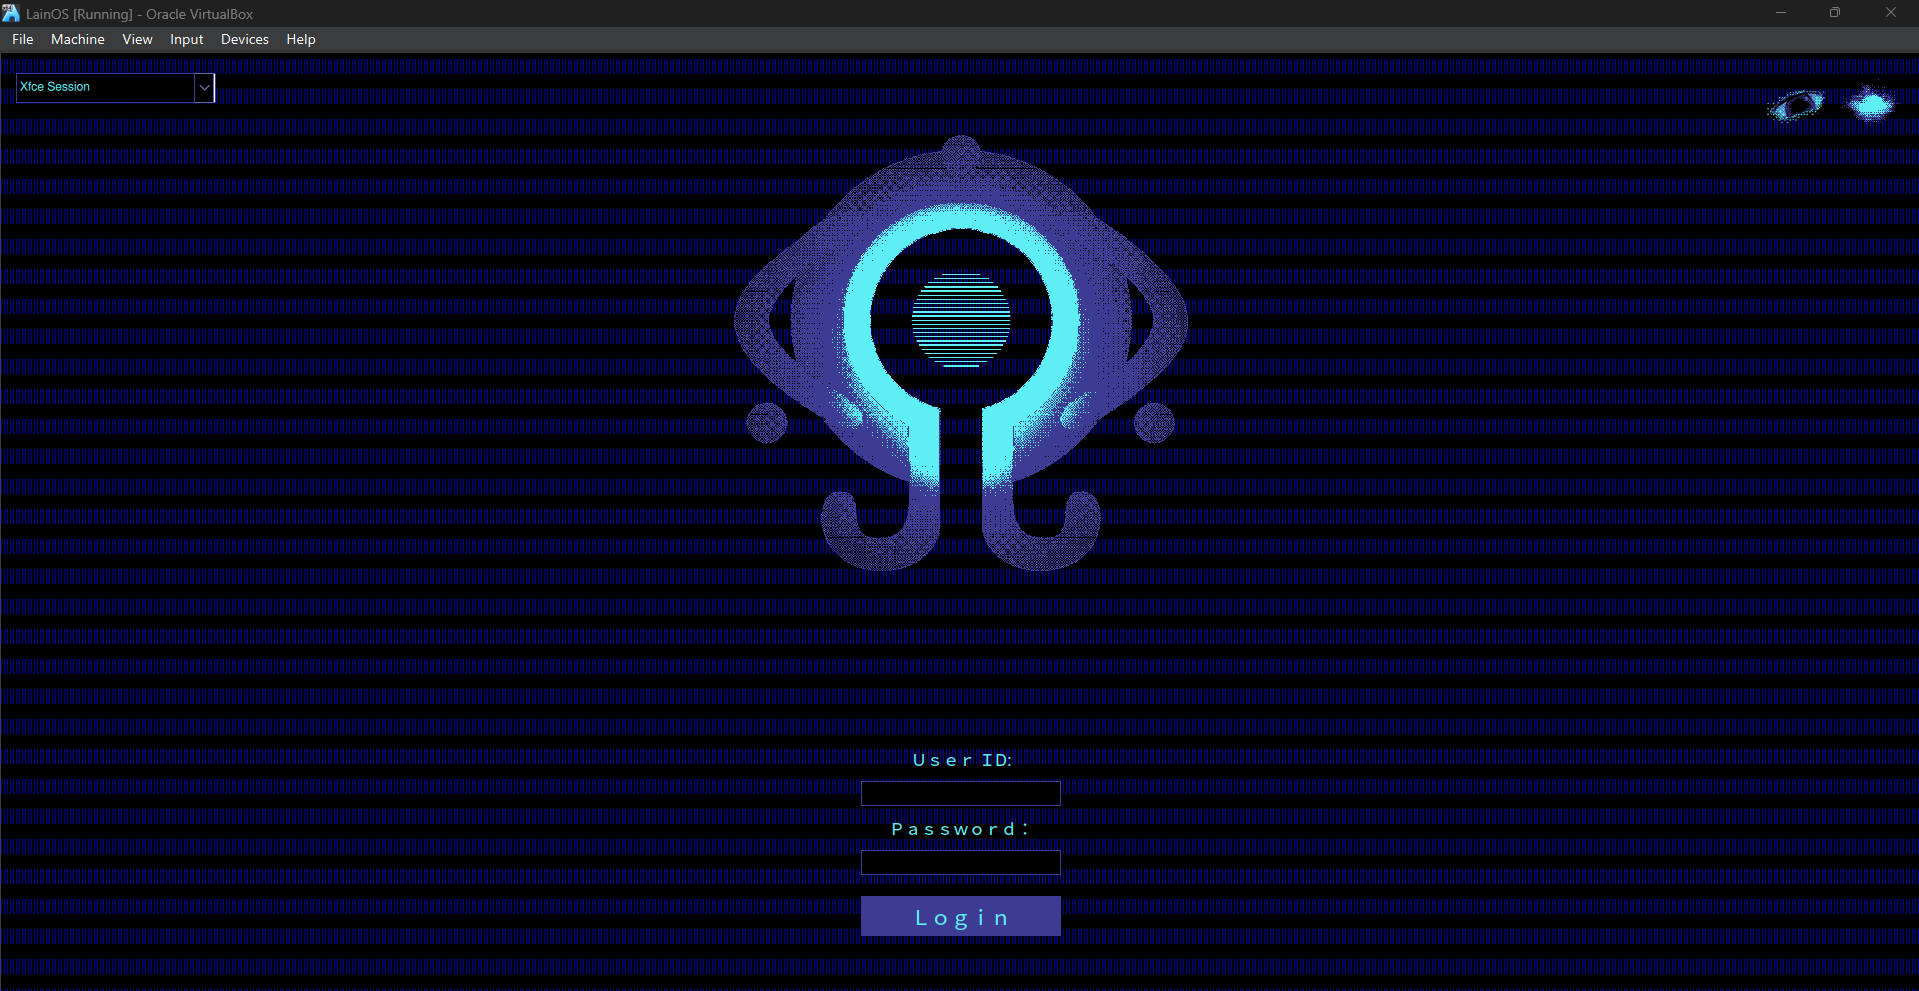 LainOS [Running] - Oracle VirtualBox
File Machine View Input Devices Help
Xfce Session
User ID:
Password:
Login